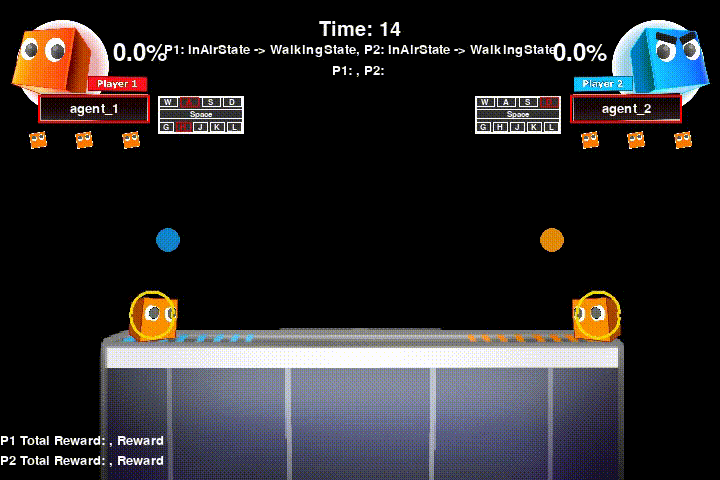 Time: 14
0.0%
P1: InAirState -> WalkingState, P2: InAirState -> WalkingState
0.0%
P1: , P2:
Player 1
Player 2
agent_1
agent_2
W A S D
Space
G H J K L
W A S D
Space
G H J K L
P1 Total Reward: , Reward
P2 Total Reward: , Reward